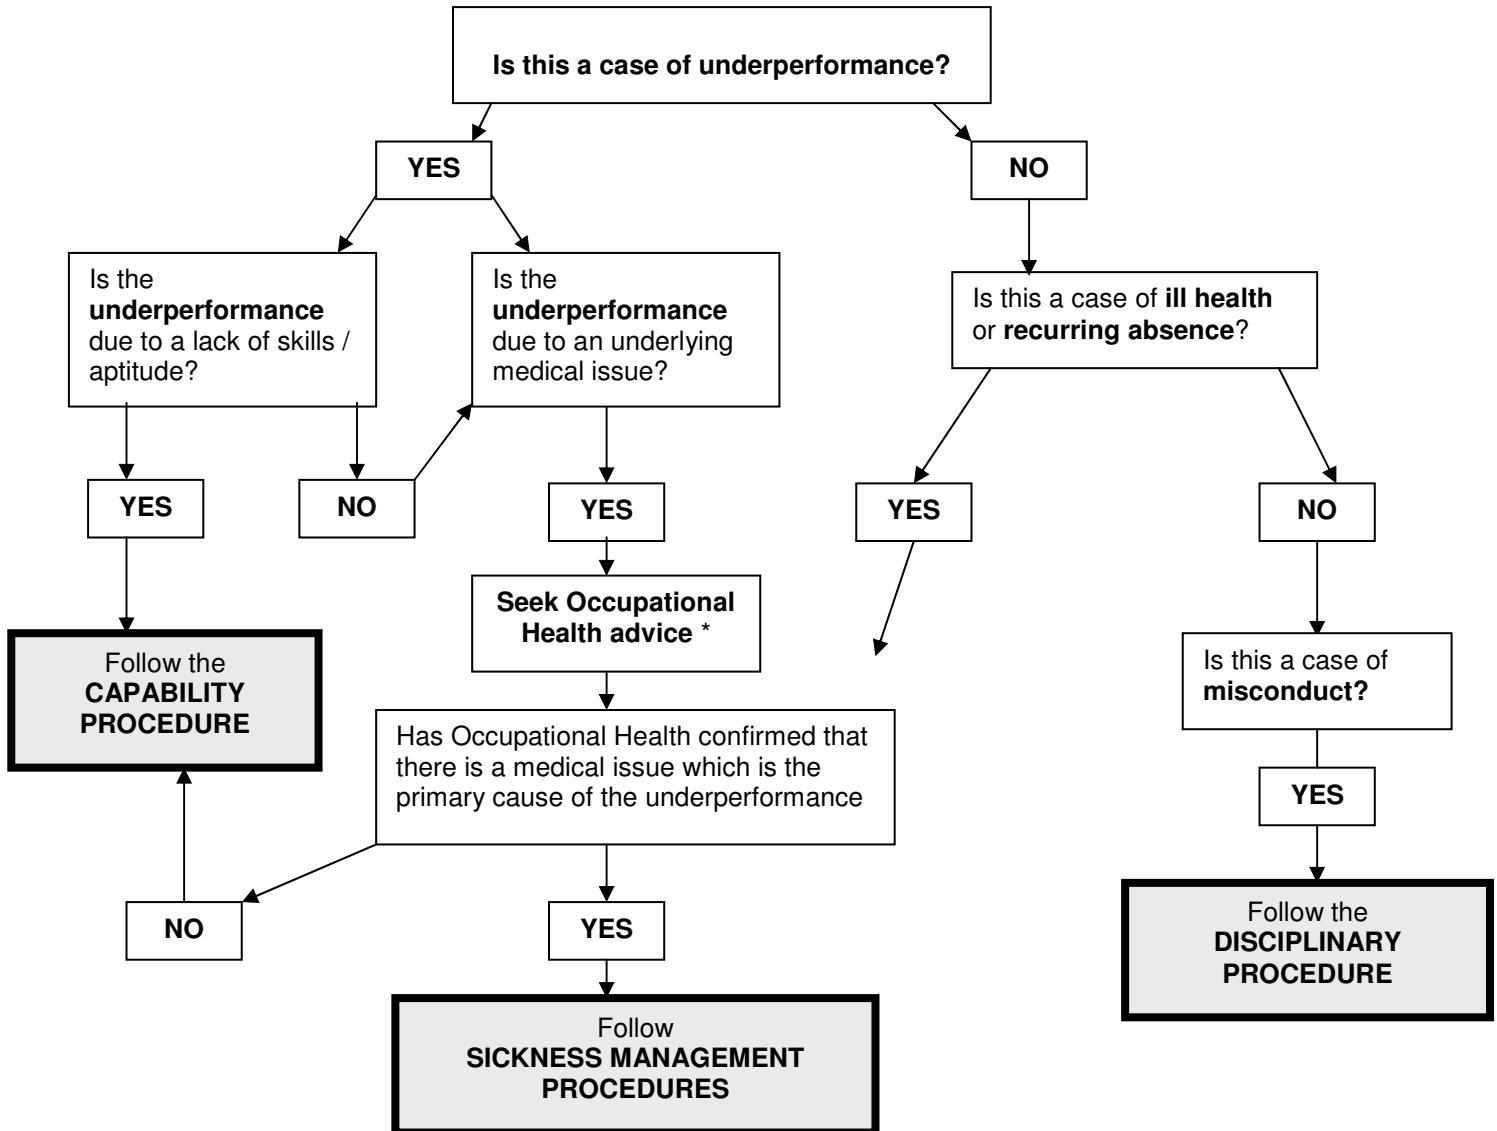 Is this a case of underperformance?
YES
NO
Is the
underperformance
due to a lack of skills /
aptitude?
Is the
underperformance
due to an underlying
medical issue?
Is this a case of ill health
or recurring absence?
YES
NO
YES
YES
NO
Seek Occupational
Health advice *
Follow the
CAPABILITY
PROCEDURE
Is this a case of
misconduct?
Has Occupational Health confirmed that
there is a medical issue which is the
primary cause of the underperformance
YES
NO
YES
Follow the
DISCIPLINARY
PROCEDURE
Follow
SICKNESS MANAGEMENT
PROCEDURES